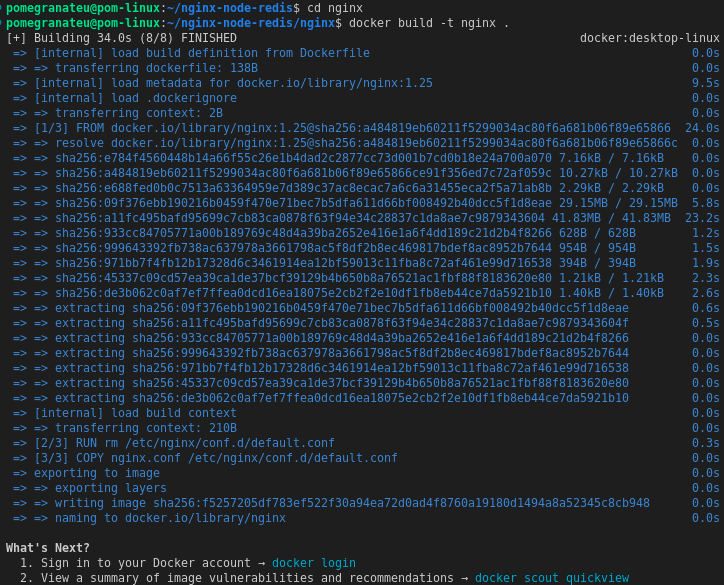 pomegranateu@pom-linux:~/nginx-node-redis$ cd nginx
pomegranateu@pom-linux:~/nginx-node-redis/nginx$ docker build -t nginx .
[+] Building 34.0s (8/8) FINISHED docker:desktop-linux
=> [internal] load build definition from Dockerfile 0.0s
=> => transferring dockerfile: 138B 0.0s
=> [internal] load metadata for docker.io/library/nginx:1.25 9.5s
=> [internal] load .dockerignore 0.0s
=> => transferring context: 2B 0.0s
=> [1/3] FROM docker.io/library/nginx:1.25@sha256:a484819eb60211f5299034ac80f6a681b06f89e65866 24.0s
=> => resolve docker.io/library/nginx:1.25@sha256:a484819eb60211f5299034ac80f6a681b06f89e65866c 0.0s
=> => sha256:e784f4560448b14a66f55c26e1b4dad2c2877cc73d001b7cd0b18e24a700a070 7.16kB / 7.16kB 0.0s
=> => sha256:a484819eb60211f5299034ac80f6a681b06f89e65866ce91f356ed7c72af059c 10.27kB / 10.27kB 0.0s
=> => sha256:e688fed0b0c7513a63364959e7d389c37ac8ecac7a6c6a31455eca2f5a71ab8b 2.29kB / 2.29kB 0.0s
=> => sha256:09f376ebb190216b0459f470e71bec7b5dfa611d66bf008492b40dcc5f1d8eae 29.15MB / 29.15MB 5.8s
=> => sha256:a11fc495bafd95699c7cb83ca0878f63f94e34c28837c1da8ae7c9879343604 41.83MB / 41.83MB 23.2s
=> => sha256:933cc84705771a00b189769c48d4a39ba2652e416e1a6f4dd189c21d2b4f8266 628B / 628B 1.2s
=> => sha256:999643392fb738ac637978a3661798ac5f8df2b8ec469817bdef8ac8952b7644 954B / 954B 1.5s
=> => sha256:971bb7f4fb12b17328d6c3461914ea12bf59013c11fba8c72af461e99d716538 394B / 394B 1.9s
=> => sha256:45337c09cd57ea39ca1de37bcf39129b4b650b8a76521ac1fbf88f8183620e80 1.21kB / 1.21kB 2.3s
=> => sha256:de3b062c0af7ef7ffea0dcd16ea18075e2cb2f2e10df1fb8eb44ce7da5921b10 1.40kB / 1.40kB 2.6s
=> => extracting sha256:09f376ebb190216b0459f470e71bec7b5dfa611d66bf008492b40dcc5f1d8eae 0.6s
=> => extracting sha256:a11fc495bafd95699c7cb83ca0878f63f94e34c28837c1da8ae7c9879343604f 0.5s
=> => extracting sha256:933cc84705771a00b189769c48d4a39ba2652e416e1a6f4dd189c21d2b4f8266 0.0s
=> => extracting sha256:999643392fb738ac637978a3661798ac5f8df2b8ec469817bdef8ac8952b7644 0.0s
=> => extracting sha256:971bb7f4fb12b17328d6c3461914ea12bf59013c11fba8c72af461e99d716538 0.0s
=> => extracting sha256:45337c09cd57ea39ca1de37bcf39129b4b650b8a76521ac1fbf88f8183620e80 0.0s
=> => extracting sha256:de3b062c0af7ef7ffea0dcd16ea18075e2cb2f2e10df1fb8eb44ce7da5921b10 0.0s
=> [internal] load build context 0.0s
=> => transferring context: 210B 0.0s
=> [2/3] RUN rm /etc/nginx/conf.d/default.conf 0.3s
=> [3/3] COPY nginx.conf /etc/nginx/conf.d/default.conf 0.0s
=> exporting to image 0.0s
=> => exporting layers 0.0s
=> => writing image sha256:f5257205df783ef522f30a94ea72d0ad4f8760a19180d1494a8a52345c8cb948 0.0s
=> => naming to docker.io/library/nginx 0.0s
What's Next?
1. Sign in to your Docker account → docker login
2. View a summary of image vulnerabilities and recommendations → docker scout quickview